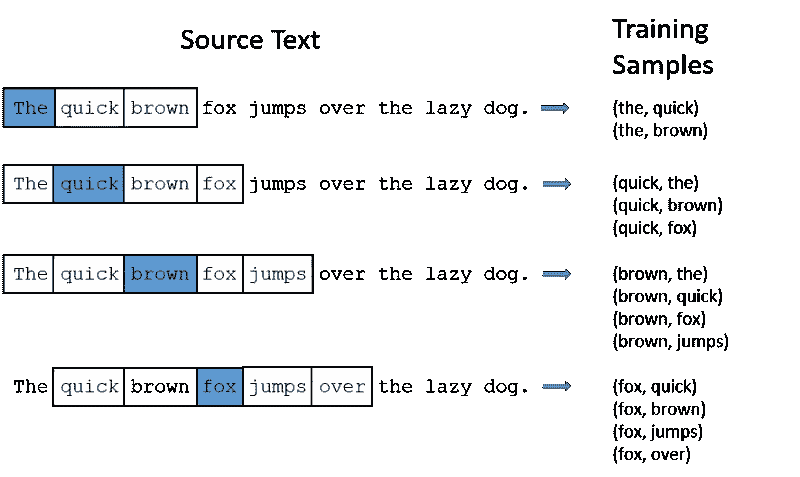 Source Text
Training
Samples
The quick brown fox jumps over the lazy dog.
(the, quick)
(the, brown)
The quick brown fox jumps over the lazy dog.
(quick, the)
(quick, brown)
(quick, fox)
The quick brown fox jumps over the lazy dog.
(brown, the)
(brown, quick)
(brown, fox)
(brown, jumps)
The quick brown fox jumps over the lazy dog.
(fox, quick)
(fox, brown)
(fox, jumps)
(fox, over)